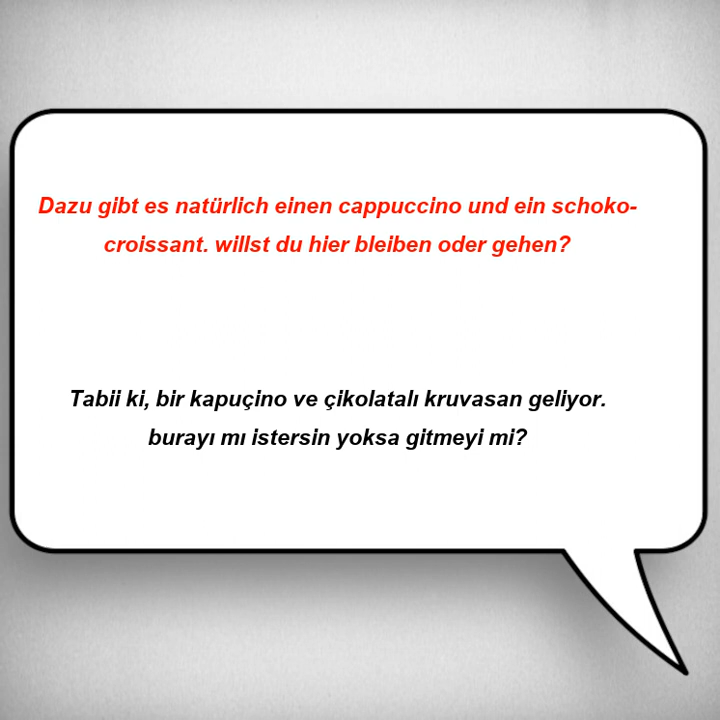 Dazu gibt es natürlich einen cappuccino und ein schoko-
croissant. willst du hier bleiben oder gehen?
Tabii ki, bir kapuçino ve çikolatalı kruvasan geliyor.
burayı mı istersin yoksa gitmeyi mi?